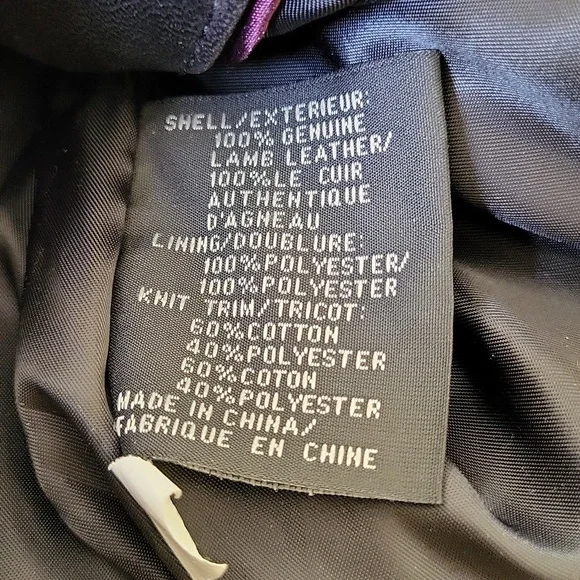 SHELL/EXTERIEUR:
100% GENUINE
LAMB LEATHER/
100%LE CUIR
AUTHENTIQUE
D'AGNEAU
LINING/DOUBLURE:
100%POLYESTER/
100%POLYESTER
KNIT TRIM/TRICOT:
60%COTTON
40%POLYESTER
60%COTON
40%POLYESTER
MADE IN CHINA/
FABRIQUE EN CHINE